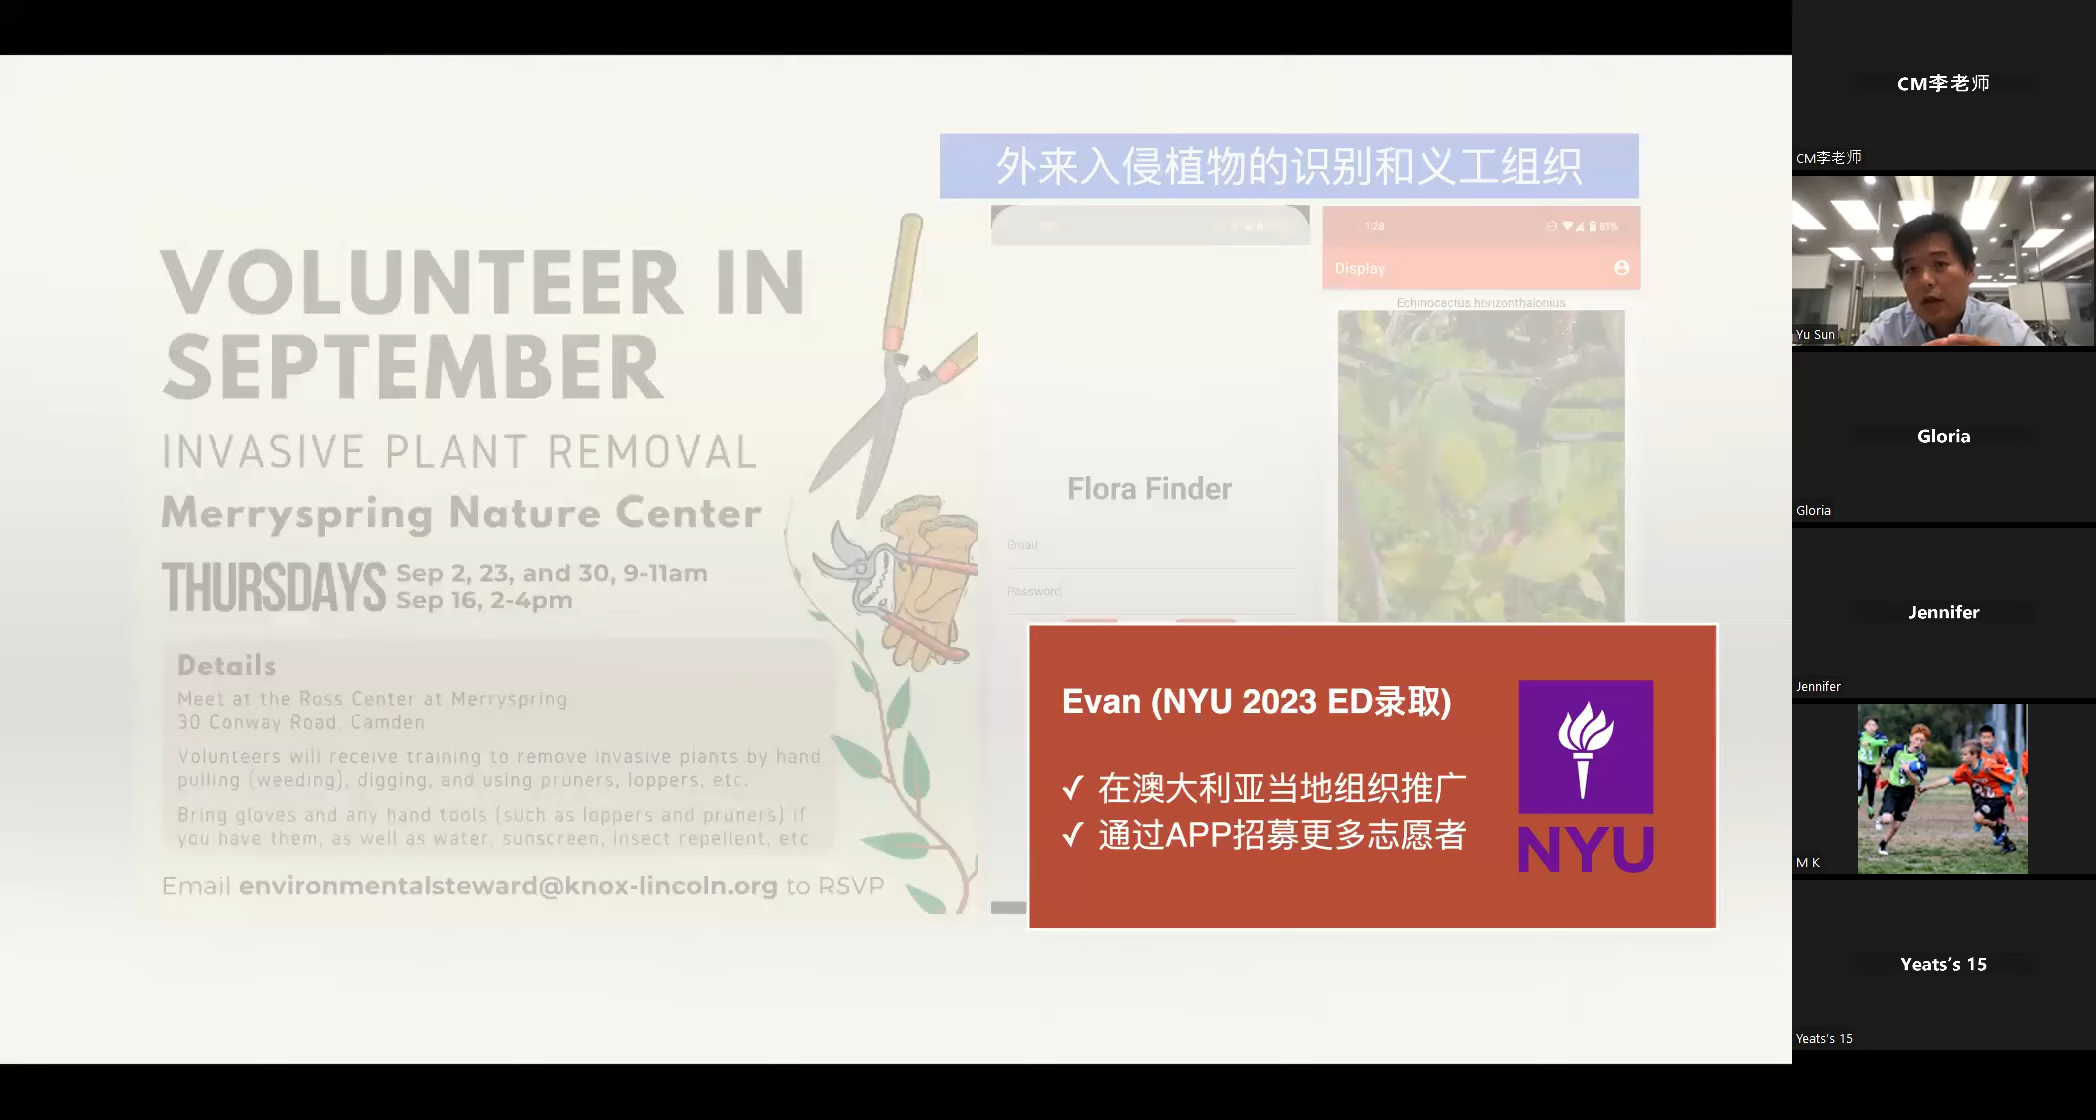 外来入侵植物的识别和义工组织
VOLUNTEER IN
SEPTEMBER
INVASIVE PLANT REMOVAL
Merryspring Nature Center
THURSDAYS
Sep 2, 23, and 30, 9-11am
Sep 16, 2-4pm
Details
Meet at the Ross Center at Merryspring
30 Conway Road, Camden
Volunteers will receive training to remove invasive plants by hand
pulling (weeding), digging, and using pruners, loppers, etc.
Bring gloves and any hand tools (such as loppers and pruners) if
you have them, as well as water, sunscreen, insect repellent, etc
Email environmentalsteward@knox-lincoln.org to RSVP
Flora Finder
Email
Password
1:28
81%
Display
Echinocactus horizonthalonius
Evan (NYU 2023 ED录取)
✓ 在澳大利亚当地组织推广
✓ 通过APP招募更多志愿者
NYU
CM李老师
CM李老师
Yu Sun
Gloria
Gloria
Jennifer
Jennifer
M K
Yeats's 15
Yeats's 15